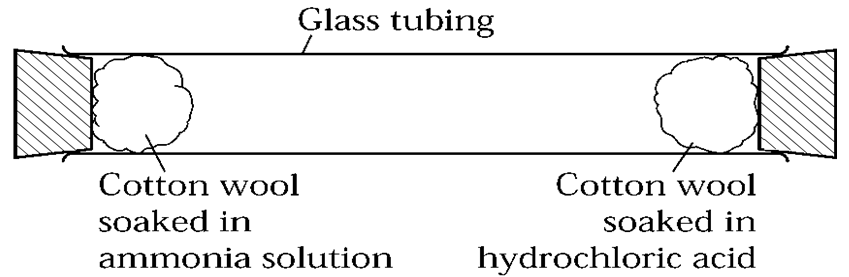 Glass tubing
Cotton wool
soaked in
ammonia solution
Cotton wool
soaked in
hydrochloric acid